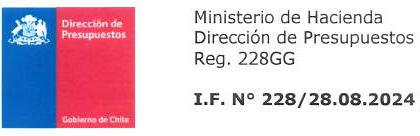 Dirección de
Presupuestos
Gobierno de Chile
Ministerio de Hacienda
Dirección de Presupuestos
Reg. 228GG
I.F. N° 228/28.08.2024